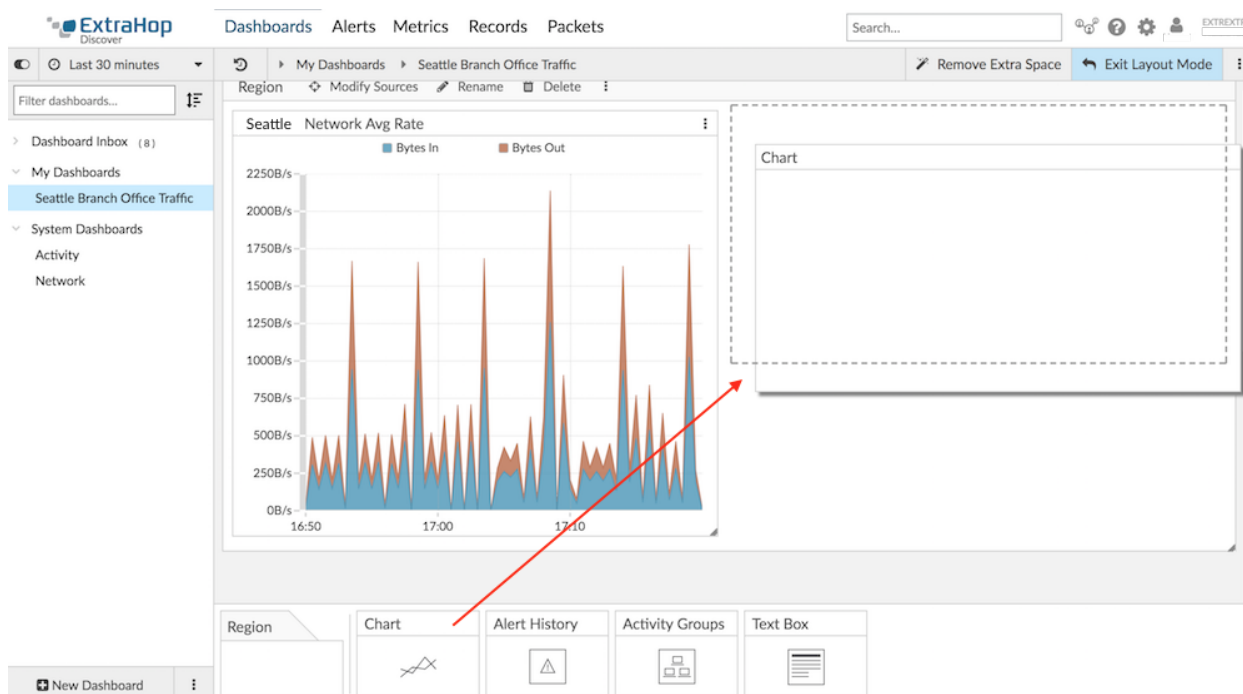 ExtraHop
Discover
Dashboards Alerts Metrics Records Packets
Search...
Last 30 minutes
My Dashboards Seattle Branch Office Traffic
Remove Extra Space
Exit Layout Mode
Filter dashboards...
Region Modify Sources Rename Delete
Dashboard Inbox (8)
My Dashboards
Seattle Branch Office Traffic
System Dashboards
Activity
Network
Seattle Network Avg Rate
Bytes In Bytes Out
2250B/s
2000B/s
1750B/s
1500B/s
1250B/s
1000B/s
750B/s
500B/s
250B/s
0B/s
16:50 17:00 17:10
Chart
Region
Chart
Alert History
Activity Groups
Text Box
New Dashboard